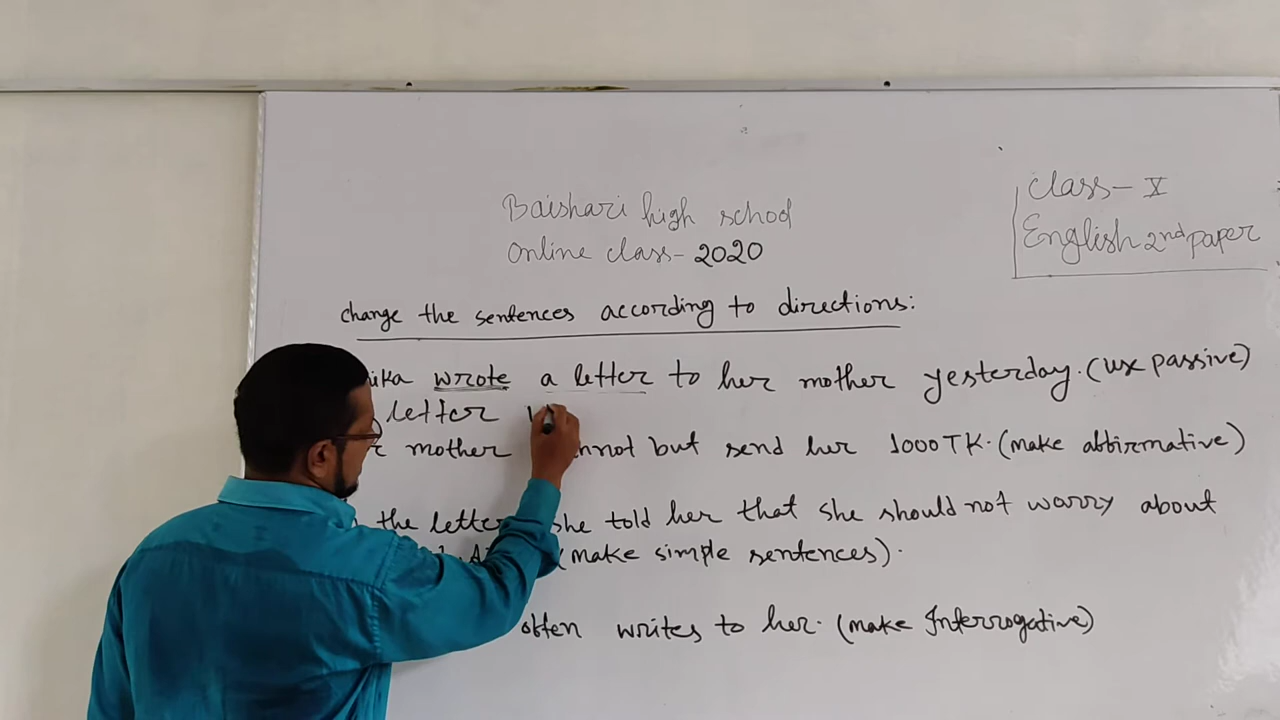 Baishari high school
Online class-2020
class-X
English 2nd paper
change the sentences according to directions:
wrote a letter to her mother yesterday. (use passive)
letter
mother but send her 1000TK. (make affirmative)
the letter she told her that she should not worry about
(make simple sentences).
often writes to her. (make Interrogative)